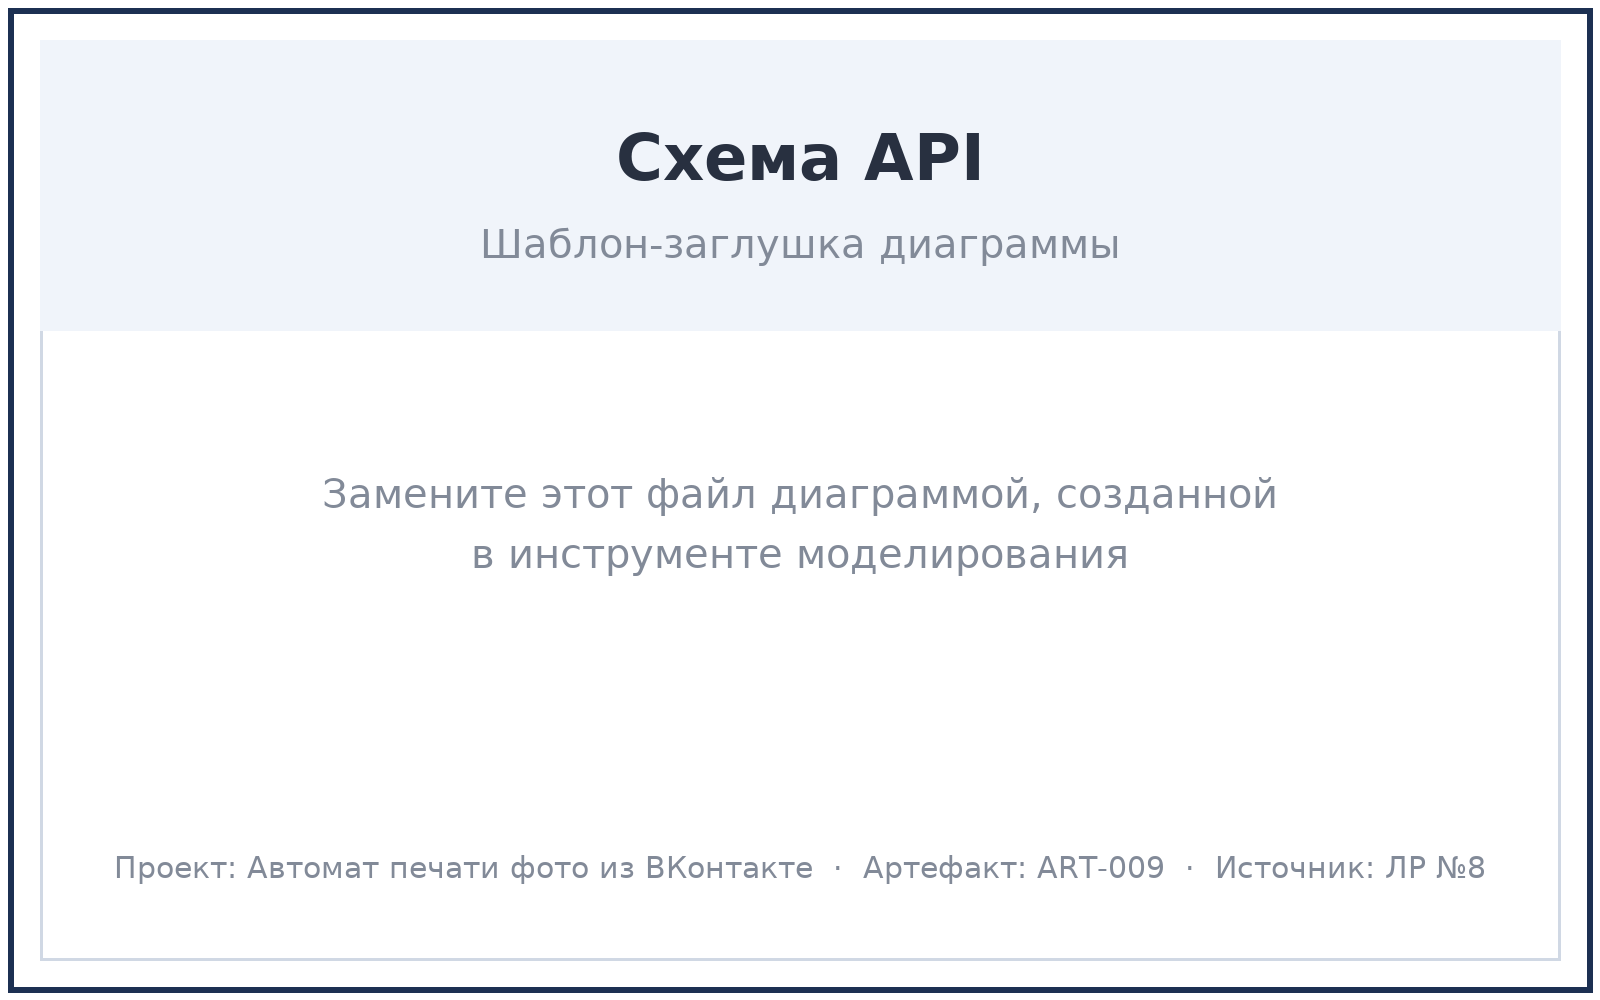 Схема API
Шаблон-заглушка диаграммы
Замените этот файл диаграммой, созданной
в инструменте моделирования
Проект: Автомат печати фото из ВКонтакте · Артефакт: ART-009 · Источник: ЛР №8